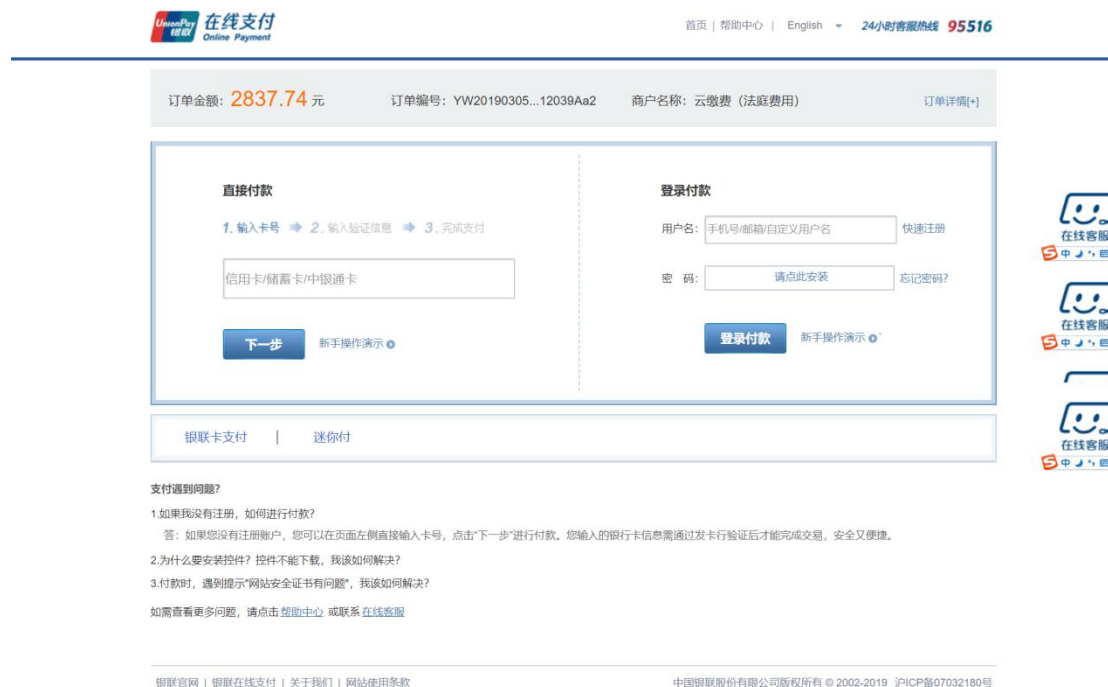 UnionPay 银联 在线支付 Online Payment
首页 | 帮助中心 | English 24小时客服热线 95516
订单金额：2837.74 元 订单编号：YW20190305...12039Aa2 商户名称：云缴费（法庭费用） 订单详情[+]
直接付款
1. 输入卡号 2. 输入验证信息 3. 完成支付
信用卡/储蓄卡/中银通卡
下一步 新手操作演示
登录付款
用户名： 手机号/邮箱/自定义用户名 快速注册
密 码： 请点此安装 忘记密码?
登录付款 新手操作演示
在线客服
中
在线客服
中
在线客服
中
银联卡支付 | 迷你付
支付遇到问题?
1.如果我没有注册，如何进行付款?
答：如果您没有注册账户，您可以在页面左侧直接输入卡号，点击“下一步”进行付款。您输入的银行卡信息需通过发卡行验证后才能完成交易，安全又便捷。
2.为什么要安装控件? 控件不能下载，我该如何解决?
3.付款时，遇到提示"网站安全证书有问题"，我该如何解决?
如需查看更多问题，请点击 帮助中心 或联系 在线客服
银联官网 | 银联在线支付 | 关于我们 | 网站使用条款 中国银联股份有限公司版权所有 © 2002-2019 沪ICP备07032180号